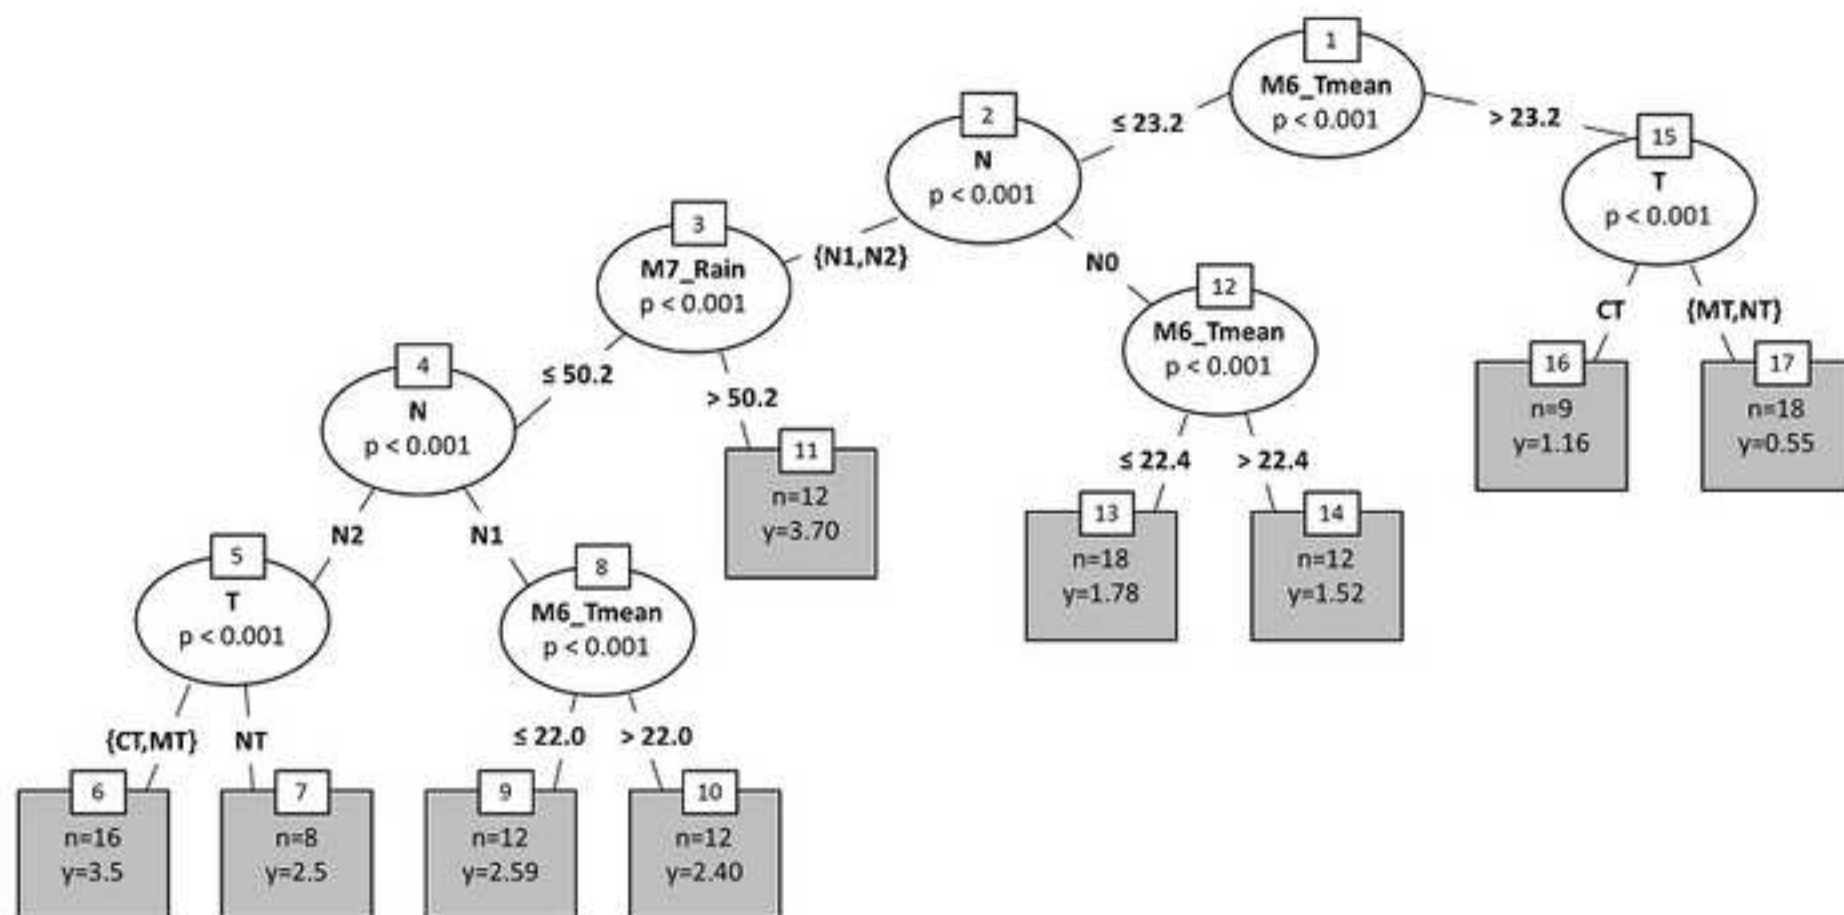 1
M6_Tmean
p < 0.001
≤ 23.2
> 23.2
2
N
p < 0.001
15
T
p < 0.001
{N1,N2}
N0
3
M7_Rain
p < 0.001
12
M6_Tmean
p < 0.001
CT
{MT,NT}
16
n=9
y=1.16
17
n=18
y=0.55
≤ 50.2
> 50.2
4
N
p < 0.001
11
n=12
y=3.70
≤ 22.4
> 22.4
13
n=18
y=1.78
14
n=12
y=1.52
N2
N1
5
T
p < 0.001
8
M6_Tmean
p < 0.001
{CT,MT}
NT
≤ 22.0
> 22.0
6
n=16
y=3.5
7
n=8
y=2.5
9
n=12
y=2.59
10
n=12
y=2.40